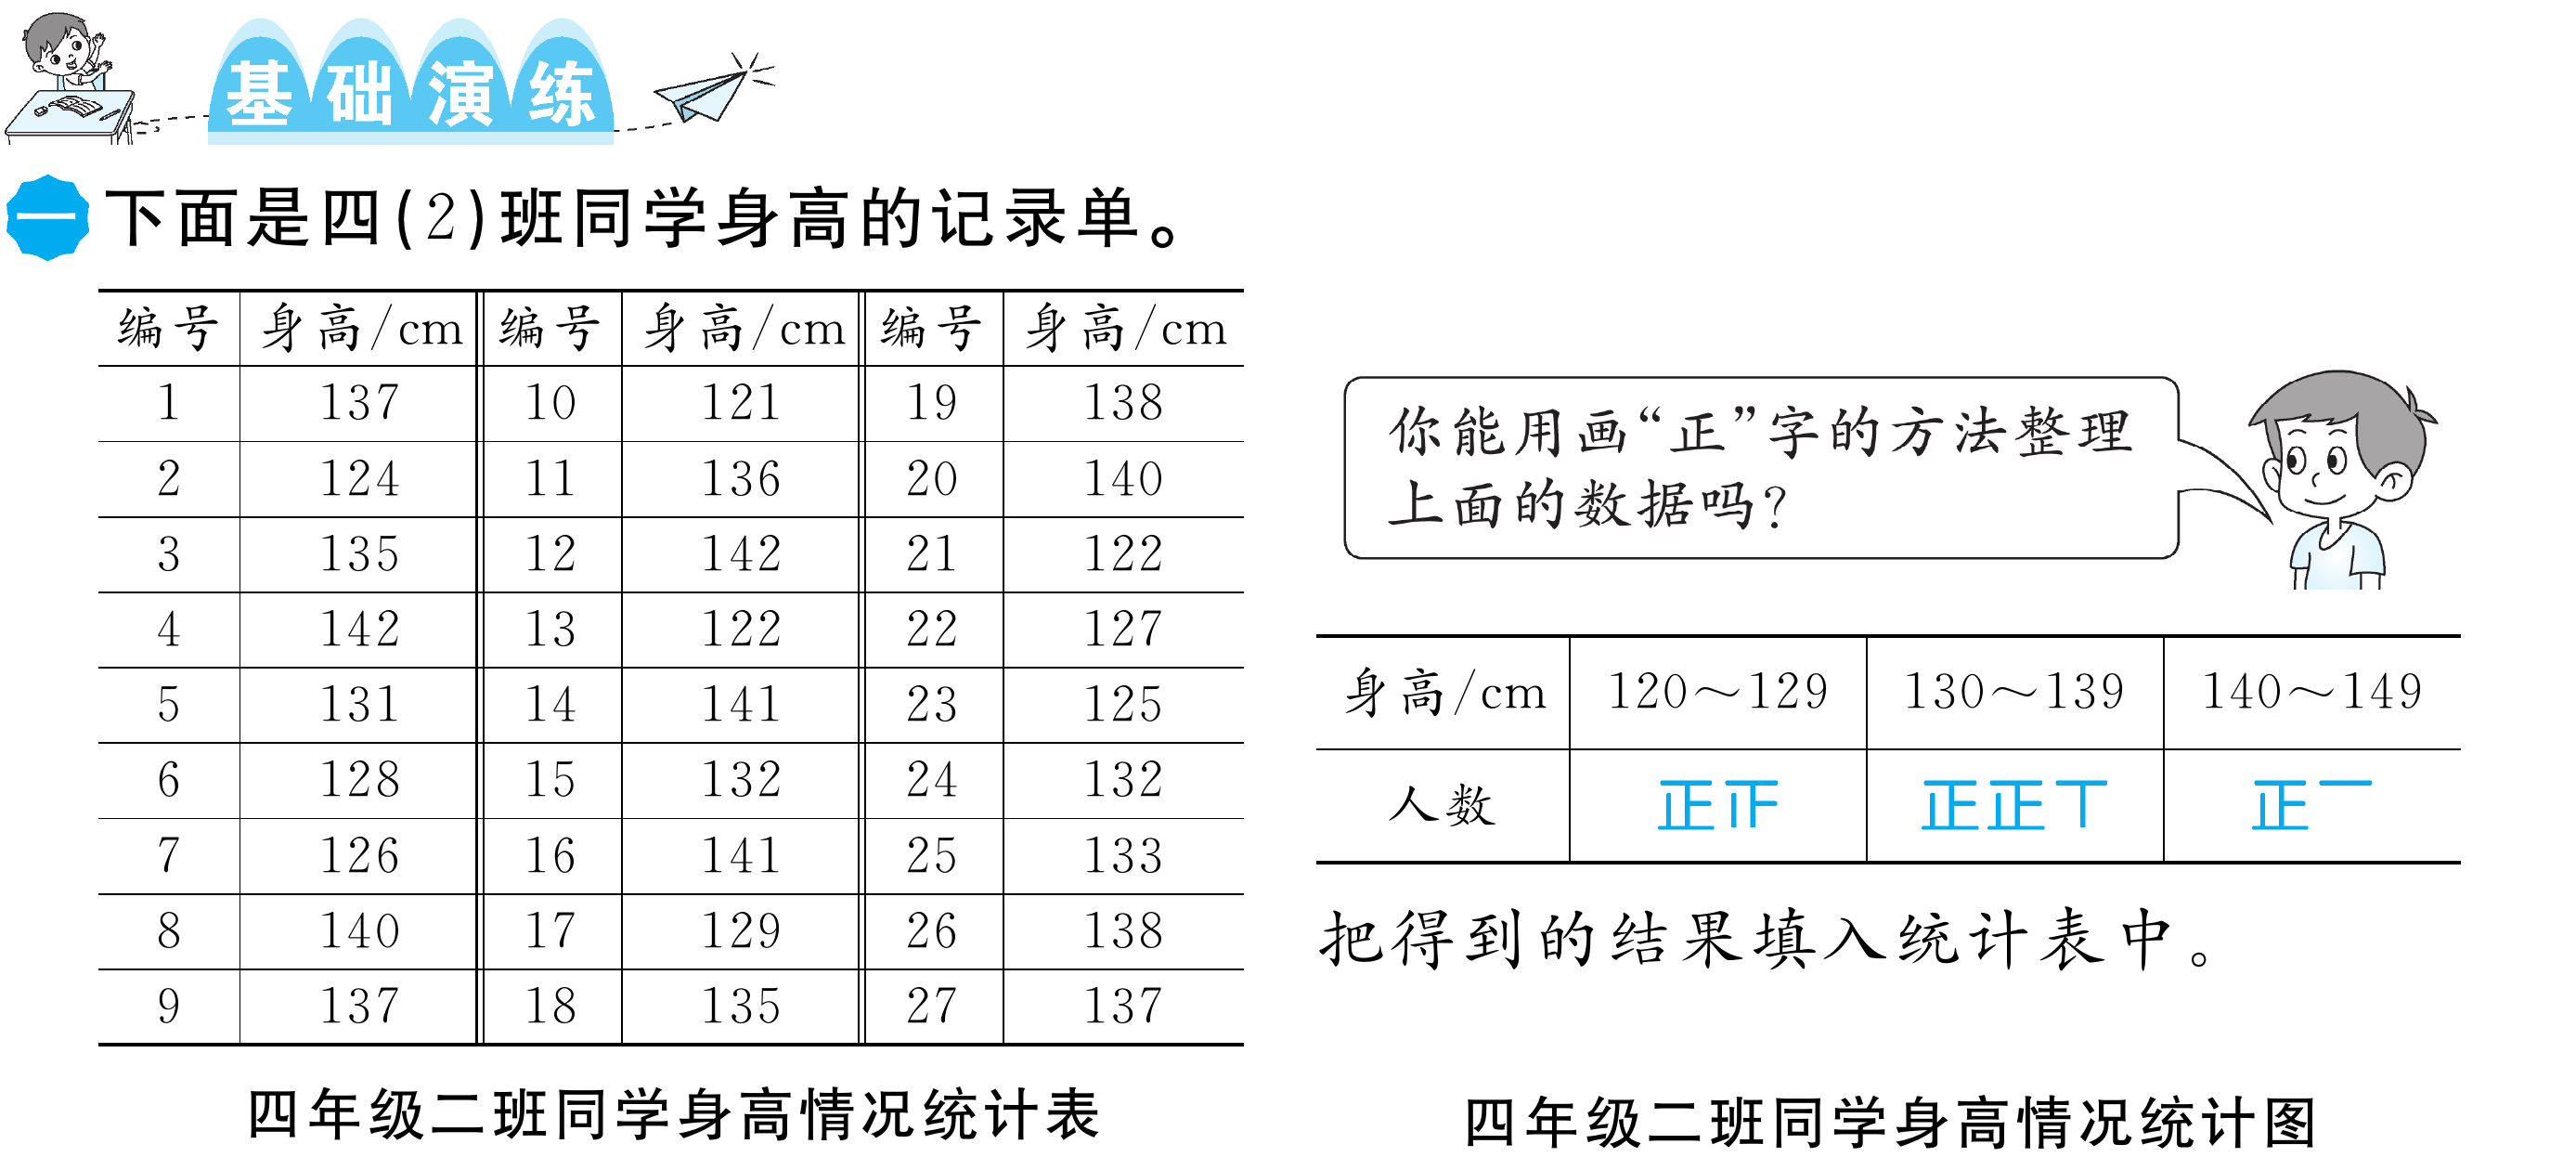 基础演练
一 下面是四(2)班同学身高的记录单。
编号 身高/cm 编号 身高/cm 编号 身高/cm
1 137 10 121 19 138
2 124 11 136 20 140
3 135 12 142 21 122
4 142 13 122 22 127
5 131 14 141 23 125
6 128 15 132 24 132
7 126 16 141 25 133
8 140 17 129 26 138
9 137 18 135 27 137
四年级二班同学身高情况统计表
你能用画“正”字的方法整理
上面的数据吗?
身高/cm 120～129 130～139 140～149
人数 正𝍵 正正𝍳 正一
把得到的结果填入统计表中。
四年级二班同学身高情况统计图